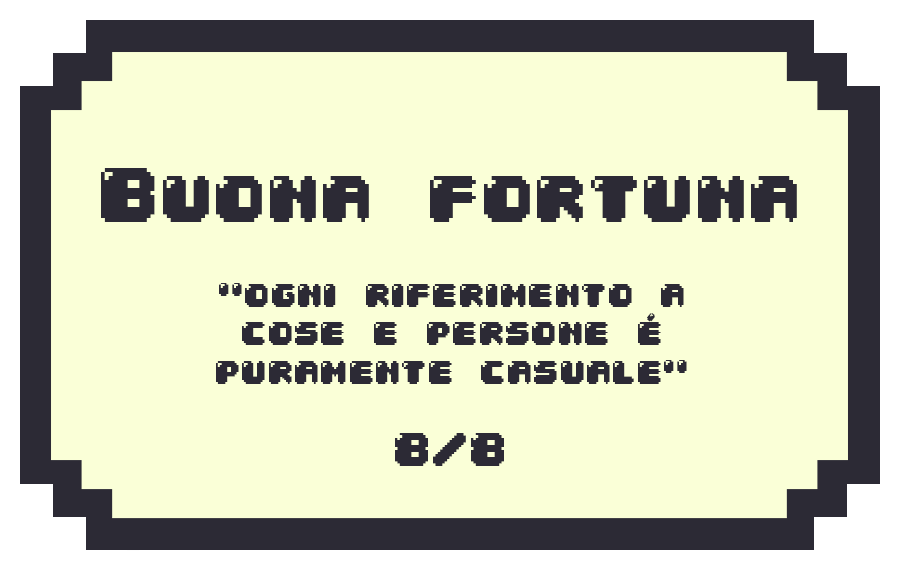 Buona fortuna
"ogni riferimento a
cose e persone é
puramente casuale"
8/8